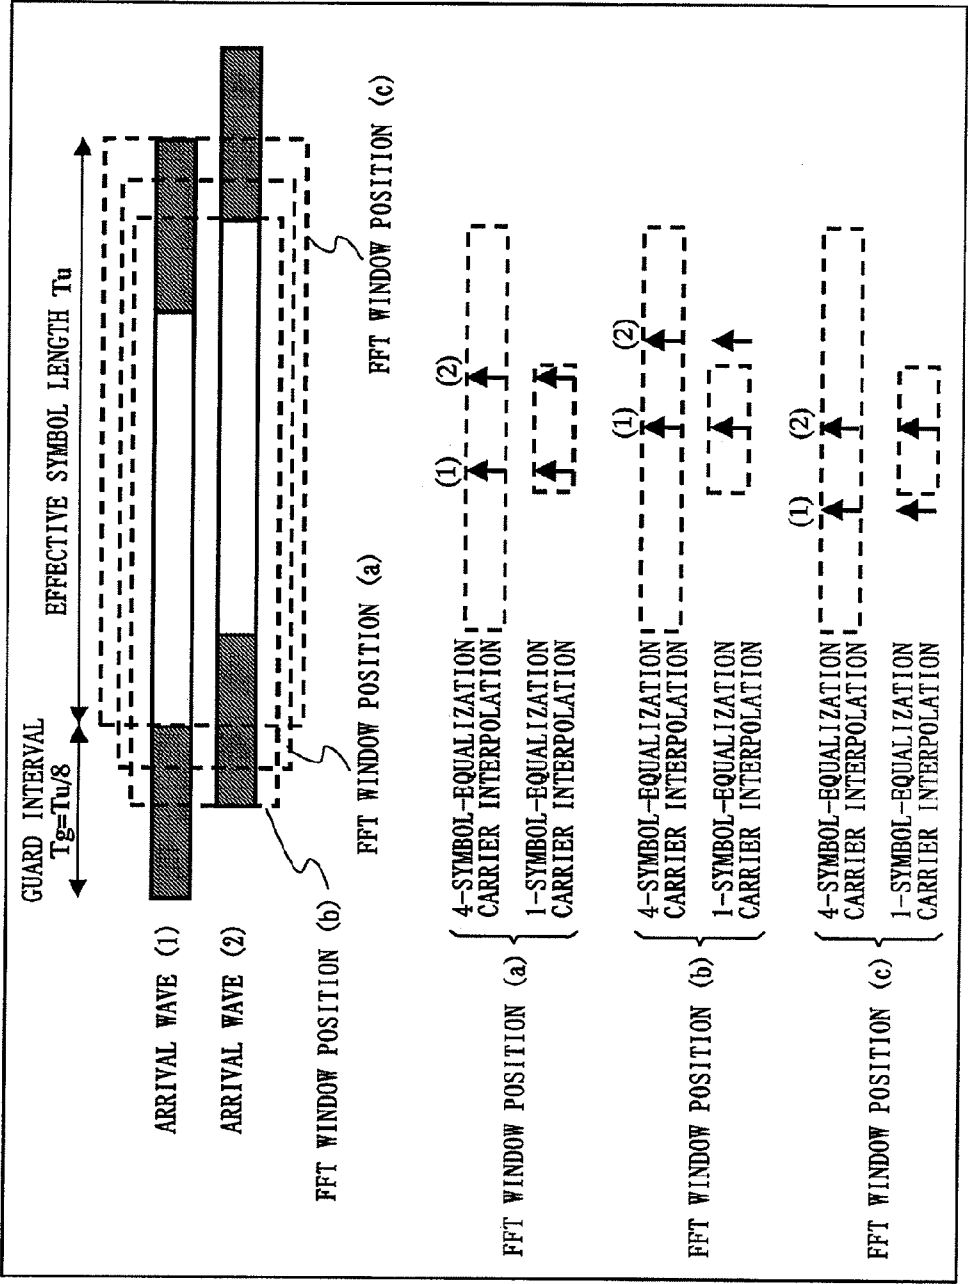 GUARD INTERVAL
Tg=Tu/8
EFFECTIVE SYMBOL LENGTH Tu
ARRIVAL WAVE (1)
ARRIVAL WAVE (2)
FFT WINDOW POSITION (b)
FFT WINDOW POSITION (a)
FFT WINDOW POSITION (c)
FFT WINDOW POSITION (a)
4-SYMBOL-EQUALIZATION
CARRIER INTERPOLATION
(1)
(2)
1-SYMBOL-EQUALIZATION
CARRIER INTERPOLATION
FFT WINDOW POSITION (b)
4-SYMBOL-EQUALIZATION
CARRIER INTERPOLATION
(1)
(2)
1-SYMBOL-EQUALIZATION
CARRIER INTERPOLATION
FFT WINDOW POSITION (c)
4-SYMBOL-EQUALIZATION
CARRIER INTERPOLATION
(1)
(2)
1-SYMBOL-EQUALIZATION
CARRIER INTERPOLATION